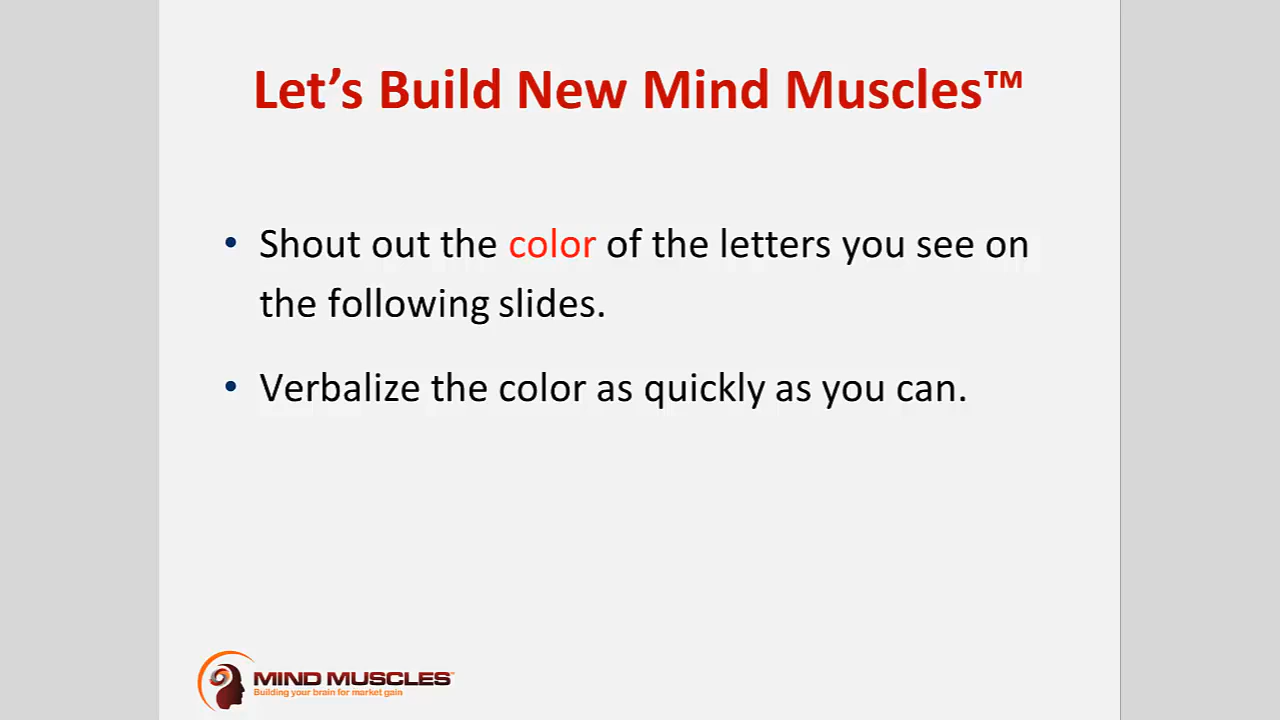 Let’s Build New Mind Muscles™
• Shout out the color of the letters you see on
the following slides.
• Verbalize the color as quickly as you can.
MIND MUSCLES™
Building your brain for market gain